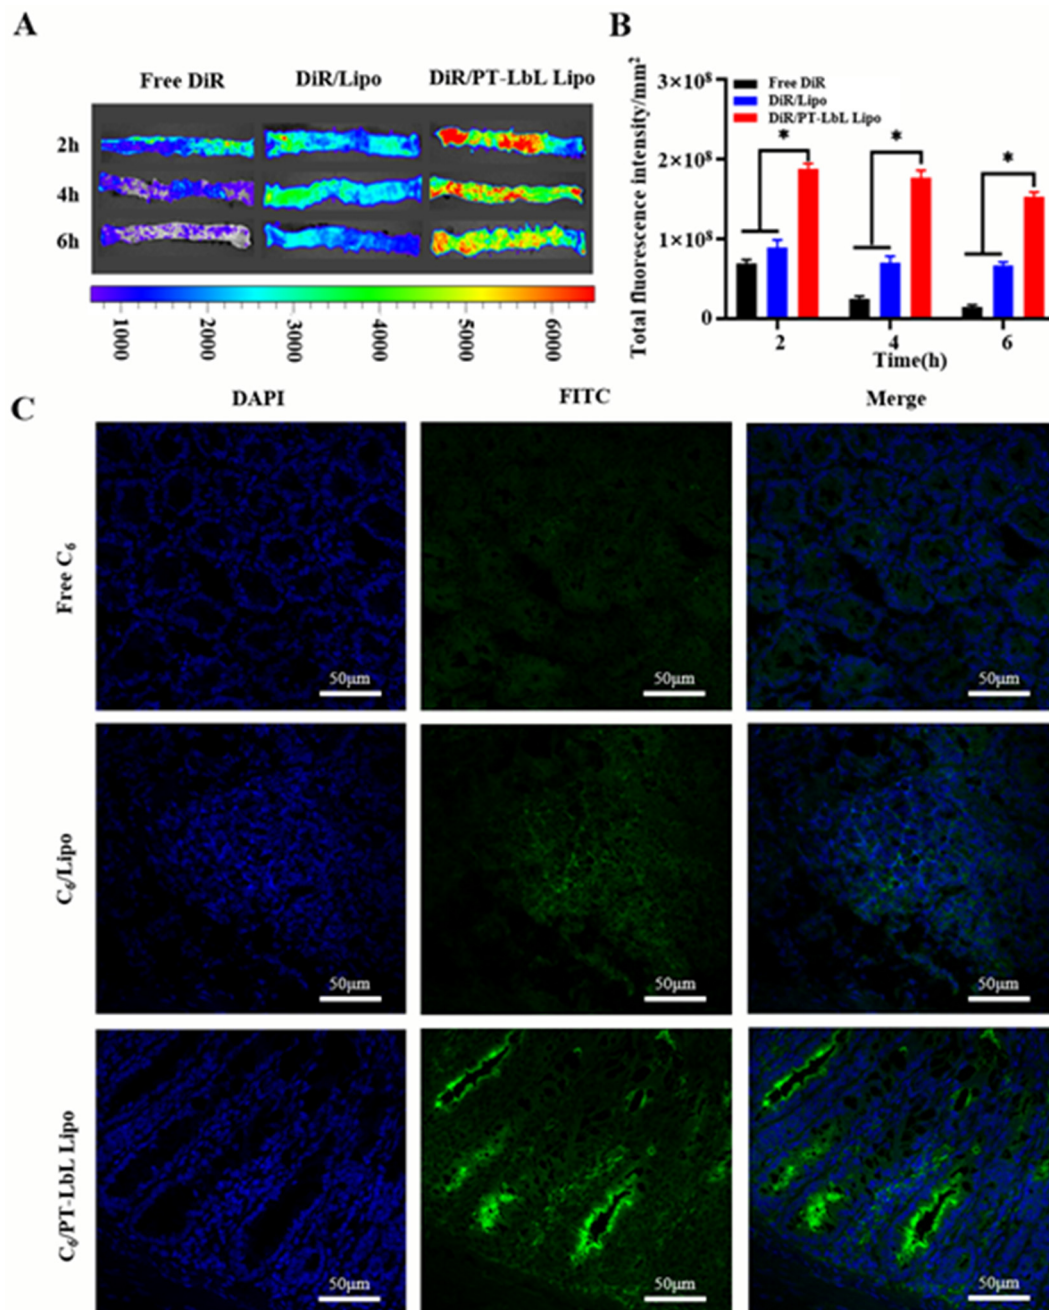 A
Free DiR DiR/Lipo DiR/PT-LbL Lipo
2h
4h
6h
1000 2000 3000 4000 5000 6000
B
Total fluorescence intensity/mm²
3×10⁸
2×10⁸
1×10⁸
0
Free DiR
DiR/Lipo
DiR/PT-LbL Lipo
* * *
2 4 6
Time(h)
C
DAPI FITC Merge
Free C₆
50μm 50μm 50μm
C₆/Lipo
50μm 50μm 50μm
C₆/PT-LbL Lipo
50μm 50μm 50μm